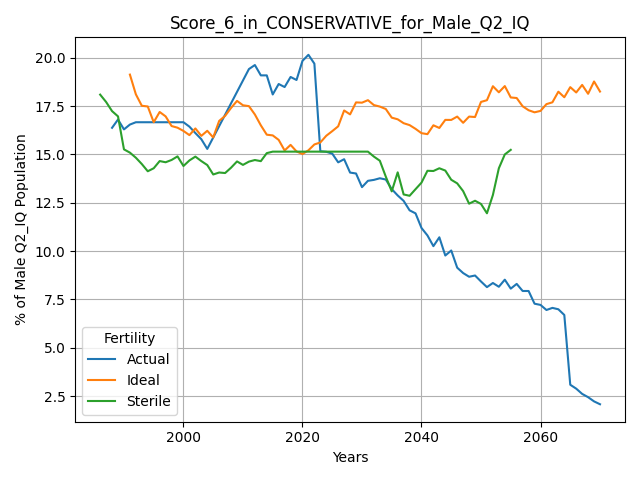 Score_6_in_CONSERVATIVE_for_Male_Q2_IQ
% of Male Q2_IQ Population
20.0
17.5
15.0
12.5
10.0
7.5
5.0
2.5
Fertility
Actual
Ideal
Sterile
2000 2020 2040 2060
Years